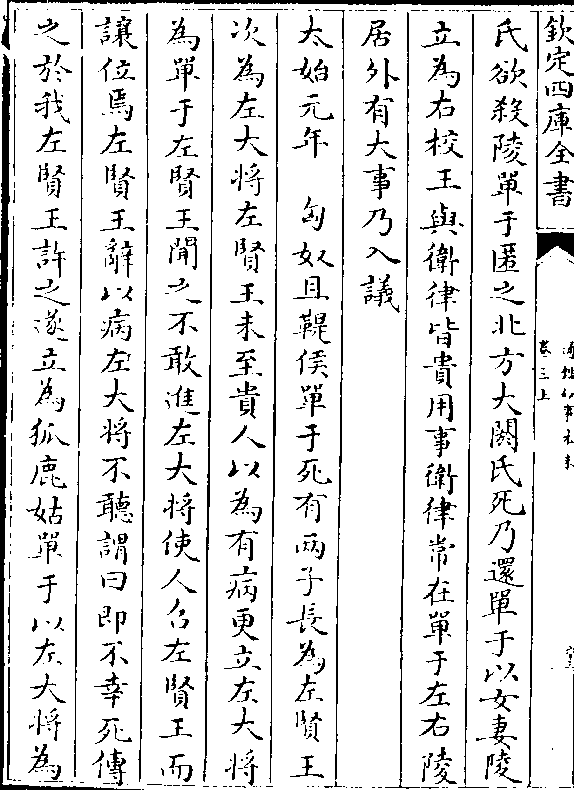 欽定四庫全書
卷三上
氏欲殺陵單于匿之北方大閼氏死乃還單于以女妻陵
立為右校王與衛律皆貴用事衛律常在單于左右陵
居外有大事乃入議
太始元年　匈奴且鞮侯單于死有兩子長為左賢王
次為左大將左賢王未至貴人以為有病更立左大將
為單于左賢王聞之不敢進左大將使人召左賢王而
讓位焉左賢王辭以病左大將不聽謂曰即不幸死傳
之於我左賢王許之遂立為狐鹿姑單于以左大將為